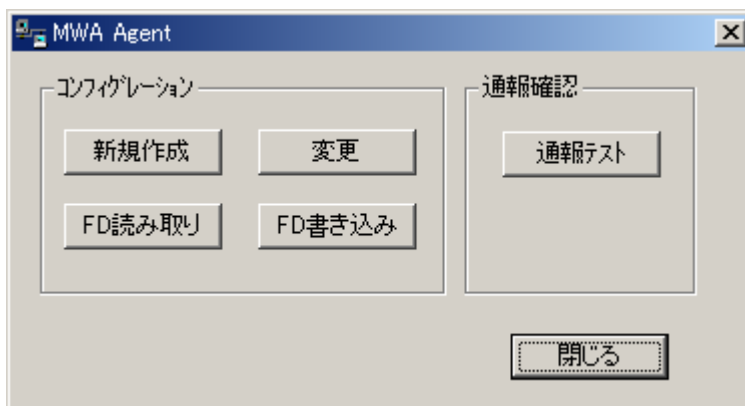 MWA Agent
ｺﾝﾌｨｸﾞﾚｰｼｮﾝ
新規作成
変更
FD読み取り
FD書き込み
通報確認
通報ﾃｽﾄ
閉じる